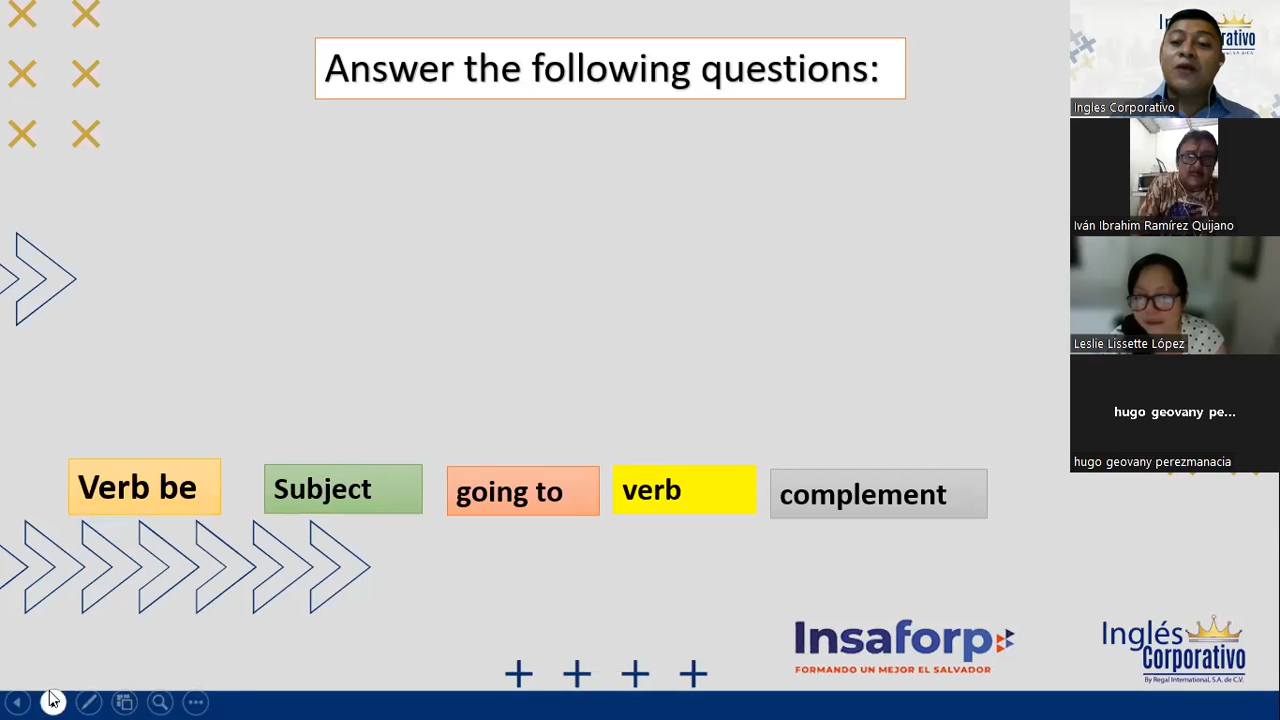 Answer the following questions:
Verb be
Subject
going to
verb
complement
Insaforp
FORMANDO UN MEJOR EL SALVADOR
Inglés
Corporativo
By Regal International, S.A. de C.V.
Ingles Corporativo
Iván Ibrahim Ramírez Quijano
Leslie Lissette López
hugo geovany pe...
hugo geovany perezmanacia